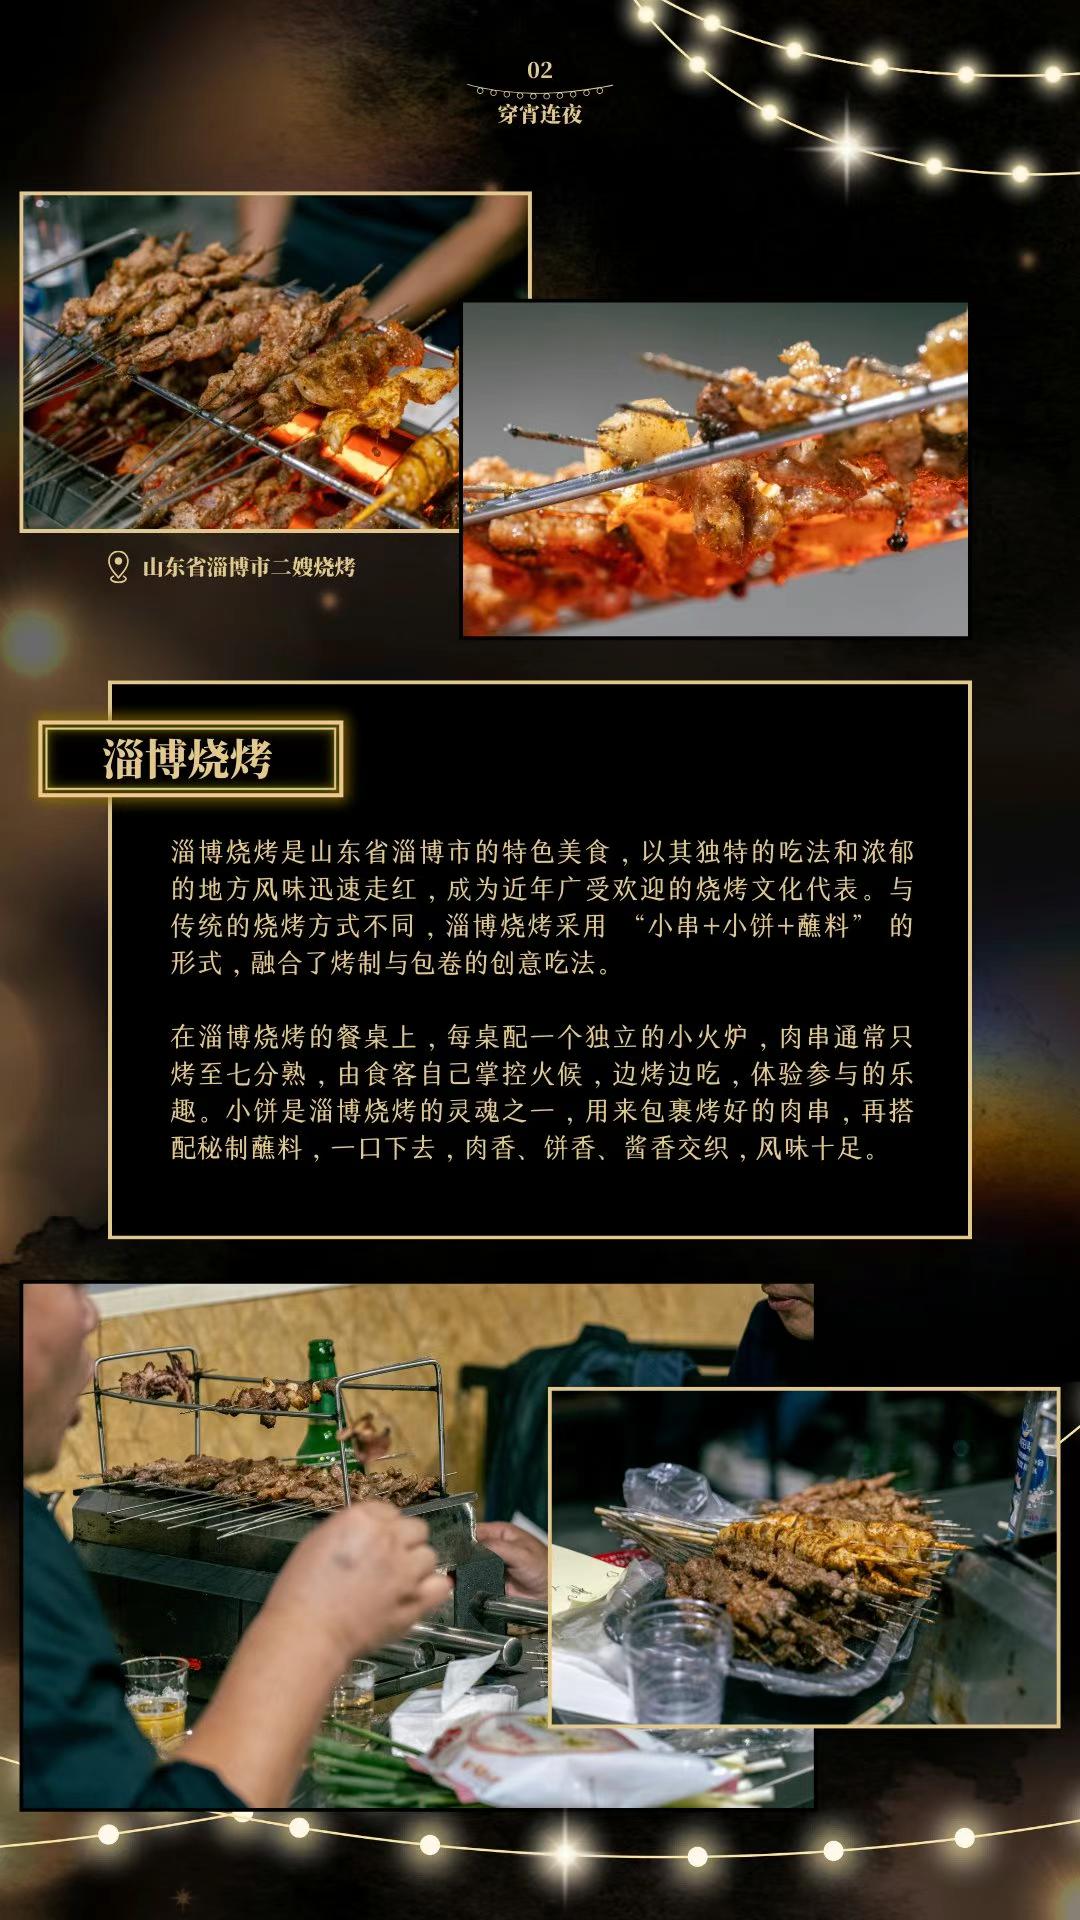 02
穿宵连夜
山东省淄博市二嫂烧烤
淄博烧烤
淄博烧烤是山东省淄博市的特色美食，以其独特的吃法和浓郁
的地方风味迅速走红，成为近年广受欢迎的烧烤文化代表。与
传统的烧烤方式不同，淄博烧烤采用 “小串+小饼+蘸料” 的
形式，融合了烤制与包卷的创意吃法。
在淄博烧烤的餐桌上，每桌配一个独立的小火炉，肉串通常只
烤至七分熟，由食客自己掌控火候，边烤边吃，体验参与的乐
趣。小饼是淄博烧烤的灵魂之一，用来包裹烤好的肉串，再搭
配秘制蘸料，一口下去，肉香、饼香、酱香交织，风味十足。